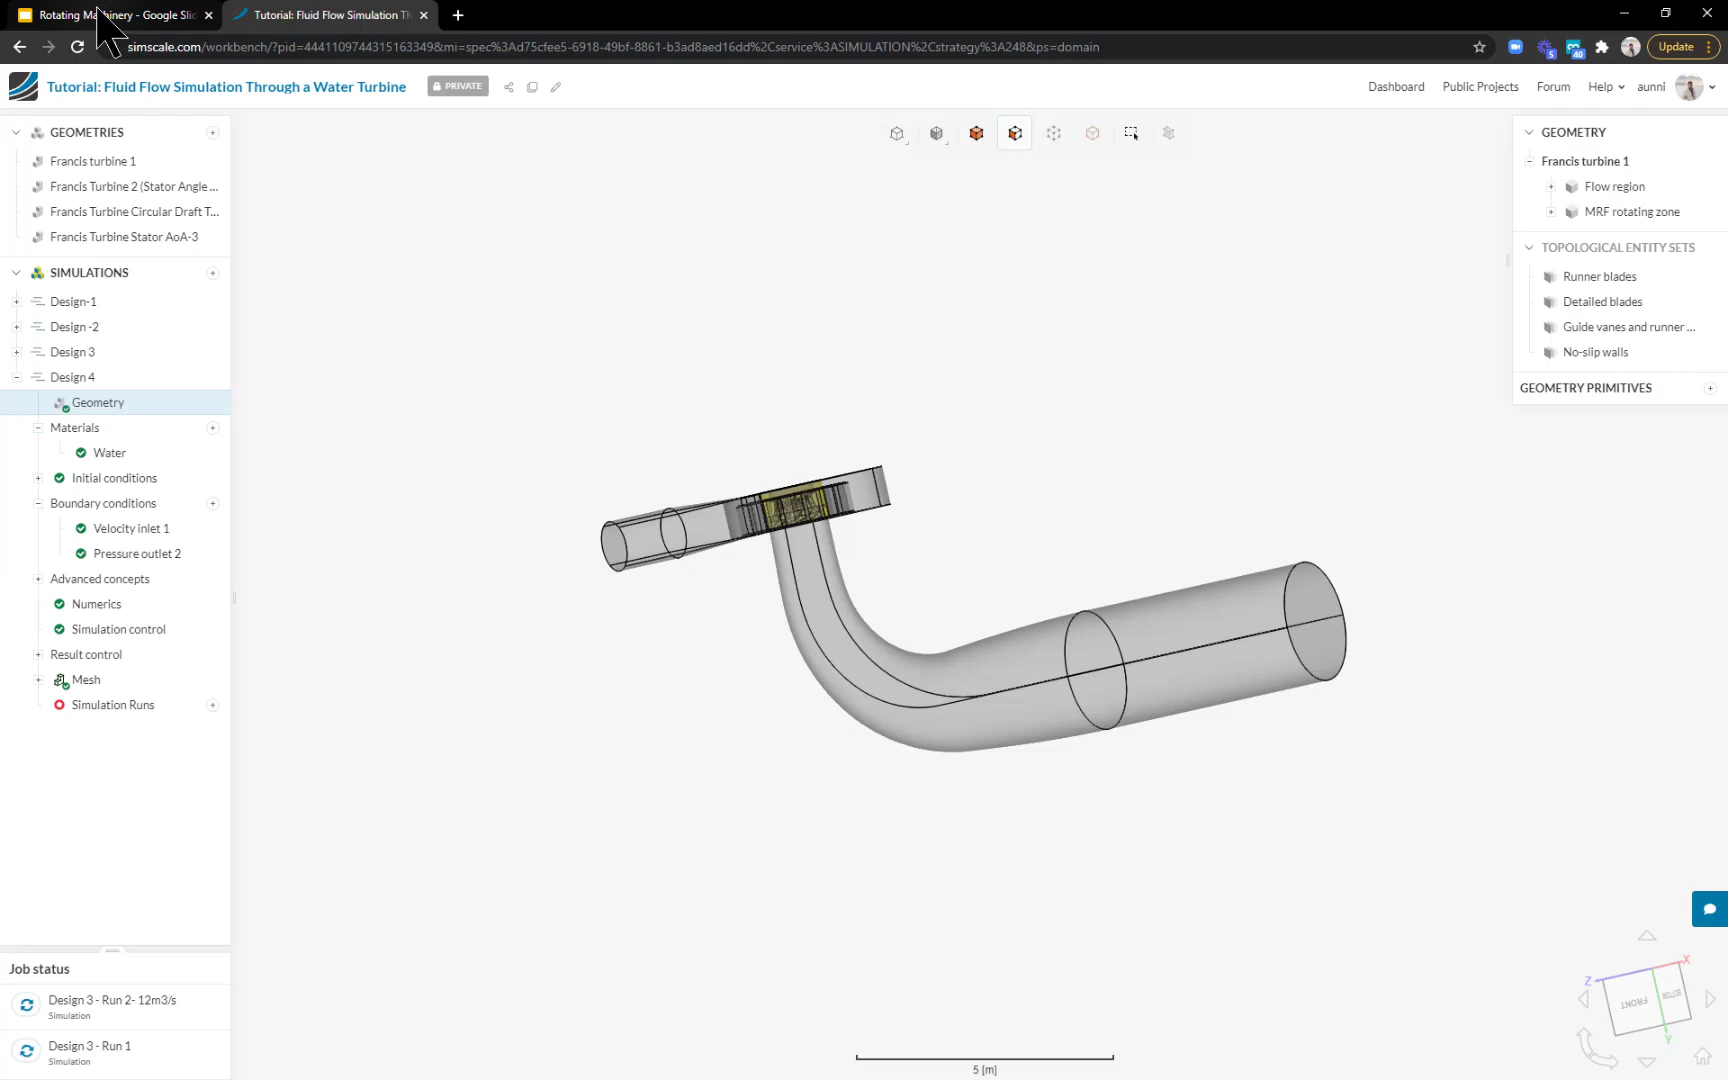 Rotating Machinery - Google Slid
Tutorial: Fluid Flow Simulation Th
simscale.com/workbench/?pid=4441109744315163349&mi=spec%3Ad75cfee5-6918-49bf-8861-b3ad8aed16dd%2Cservice%3ASIMULATION%2Cstrategy%3A248&ps=domain
5
40
Update
Tutorial: Fluid Flow Simulation Through a Water Turbine
PRIVATE
Dashboard
Public Projects
Forum
Help
aunni
GEOMETRIES
Francis turbine 1
Francis Turbine 2 (Stator Angle ...
Francis Turbine Circular Draft T...
Francis Turbine Stator AoA-3
SIMULATIONS
Design-1
Design -2
Design 3
Design 4
Geometry
Materials
Water
Initial conditions
Boundary conditions
Velocity inlet 1
Pressure outlet 2
Advanced concepts
Numerics
Simulation control
Result control
Mesh
Simulation Runs
Job status
Design 3 - Run 2- 12m3/s
Simulation
Design 3 - Run 1
Simulation
GEOMETRY
Francis turbine 1
Flow region
MRF rotating zone
TOPOLOGICAL ENTITY SETS
Runner blades
Detailed blades
Guide vanes and runner ...
No-slip walls
GEOMETRY PRIMITIVES
5 [m]
X
Z
FRONT
BOTTOM
Y